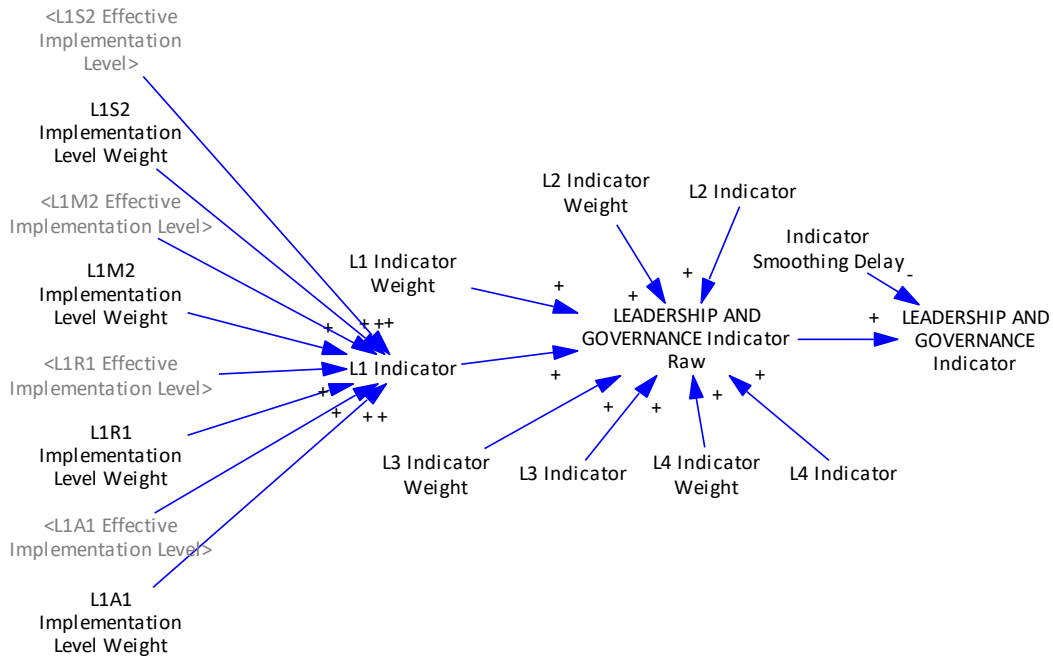 <L1S2 Effective
Implementation
Level>
L1S2
Implementation
Level Weight
<L1M2 Effective
Implementation Level>
L1M2
Implementation
Level Weight
<L1R1 Effective
Implementation Level>
L1R1
Implementation
Level Weight
<L1A1 Effective
Implementation Level>
L1A1
Implementation
Level Weight
+
+ + +
+
+
+ +
L1 Indicator
L1 Indicator
Weight
+
L2 Indicator
Weight
+
L2 Indicator
+
LEADERSHIP AND
GOVERNANCE Indicator
Raw
+
+
+
+
+
L3 Indicator
Weight
L3 Indicator
L4 Indicator
Weight
L4 Indicator
Indicator
Smoothing Delay
-
+
LEADERSHIP AND
GOVERNANCE
Indicator